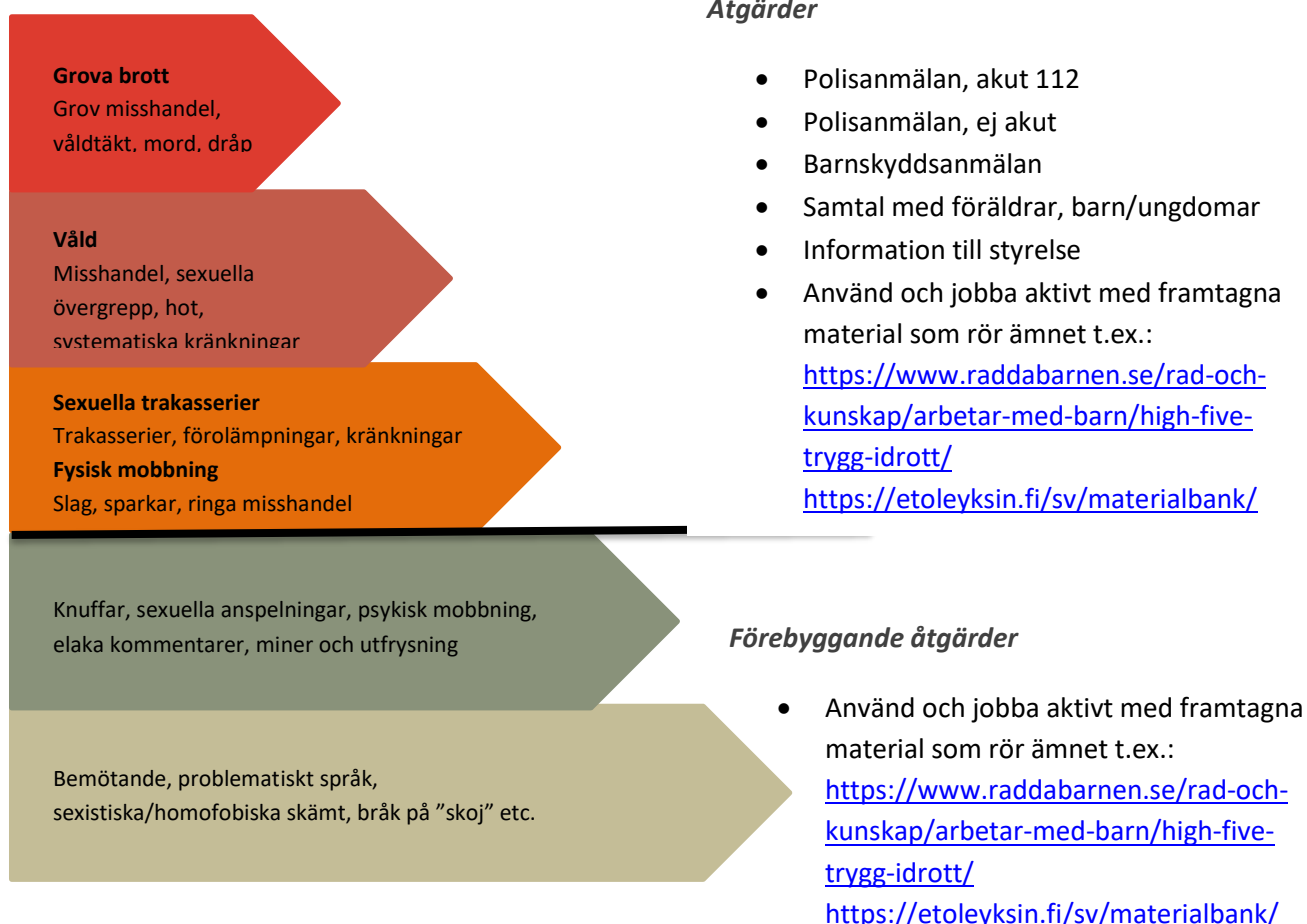 Grova brott
Grov misshandel,
våldtäkt, mord, dråp
Våld
Misshandel, sexuella
övergrepp, hot,
systematiska kränkningar
Sexuella trakasserier
Trakasserier, förolämpningar, kränkningar
Fysisk mobbning
Slag, sparkar, ringa misshandel
Knuffar, sexuella anspelningar, psykisk mobbning,
elaka kommentarer, miner och utfrysning
Bemötande, problematiskt språk,
sexistiska/homofobiska skämt, bråk på ”skoj” etc.
Åtgärder
• Polisanmälan, akut 112
• Polisanmälan, ej akut
• Barnskyddsanmälan
• Samtal med föräldrar, barn/ungdomar
• Information till styrelse
• Använd och jobba aktivt med framtagna
material som rör ämnet t.ex.:
https://www.raddabarnen.se/rad-och-
kunskap/arbetar-med-barn/high-five-
trygg-idrott/
https://etoleyksin.fi/sv/materialbank/
Förebyggande åtgärder
• Använd och jobba aktivt med framtagna
material som rör ämnet t.ex.:
https://www.raddabarnen.se/rad-och-
kunskap/arbetar-med-barn/high-five-
trygg-idrott/
https://etoleyksin.fi/sv/materialbank/